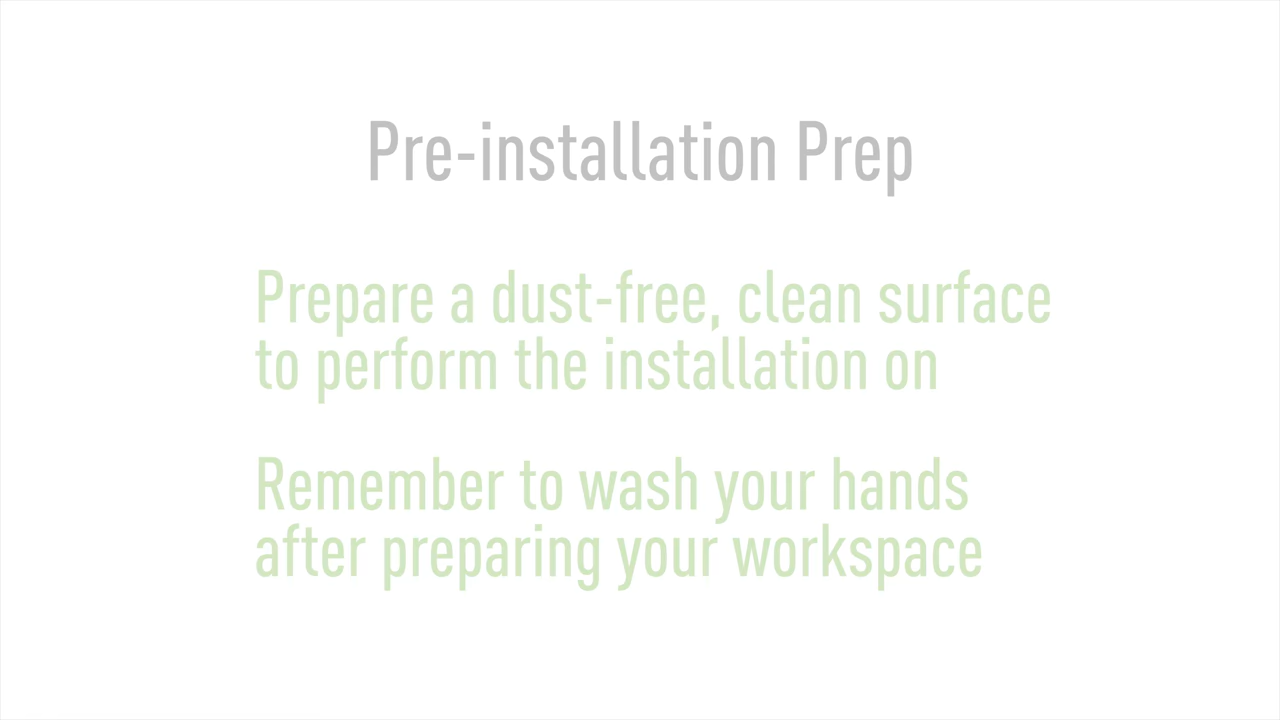 Pre-installation Prep
Prepare a dust-free, clean surface
to perform the installation on
Remember to wash your hands
after preparing your workspace